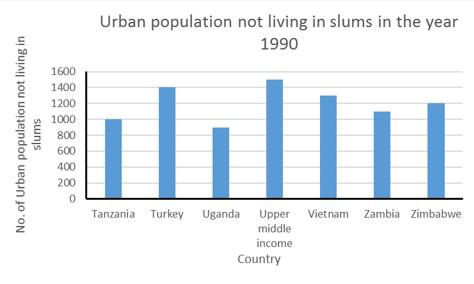 Urban population not living in slums in the year
1990
No. of Urban population not living in
slums
1600
1400
1200
1000
800
600
400
200
0
Tanzania Turkey Uganda Upper middle income Vietnam Zambia Zimbabwe
Country